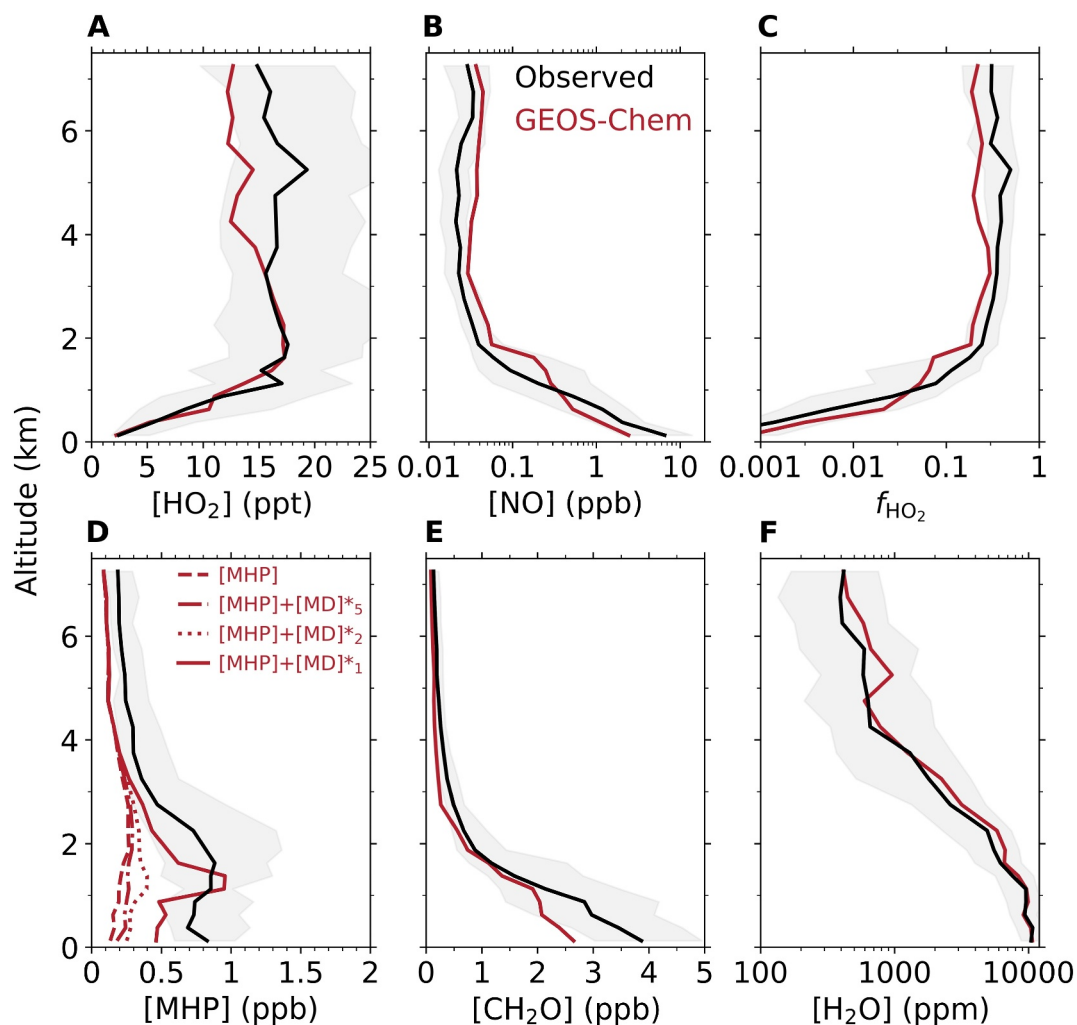 A
B
C
Observed
GEOS-Chem
6
4
2
0
0 5 10 15 20 25
0.01 0.1 1 10
0.001 0.01 0.1 1
[HO₂] (ppt)
[NO] (ppb)
f_HO₂
Altitude (km)
D
E
F
[MHP]
[MHP]+[MD]*₅
[MHP]+[MD]*₂
[MHP]+[MD]*₁
6
4
2
0
0 0.5 1 1.5 2
0 1 2 3 4 5
100 1000 10000
[MHP] (ppb)
[CH₂O] (ppb)
[H₂O] (ppm)